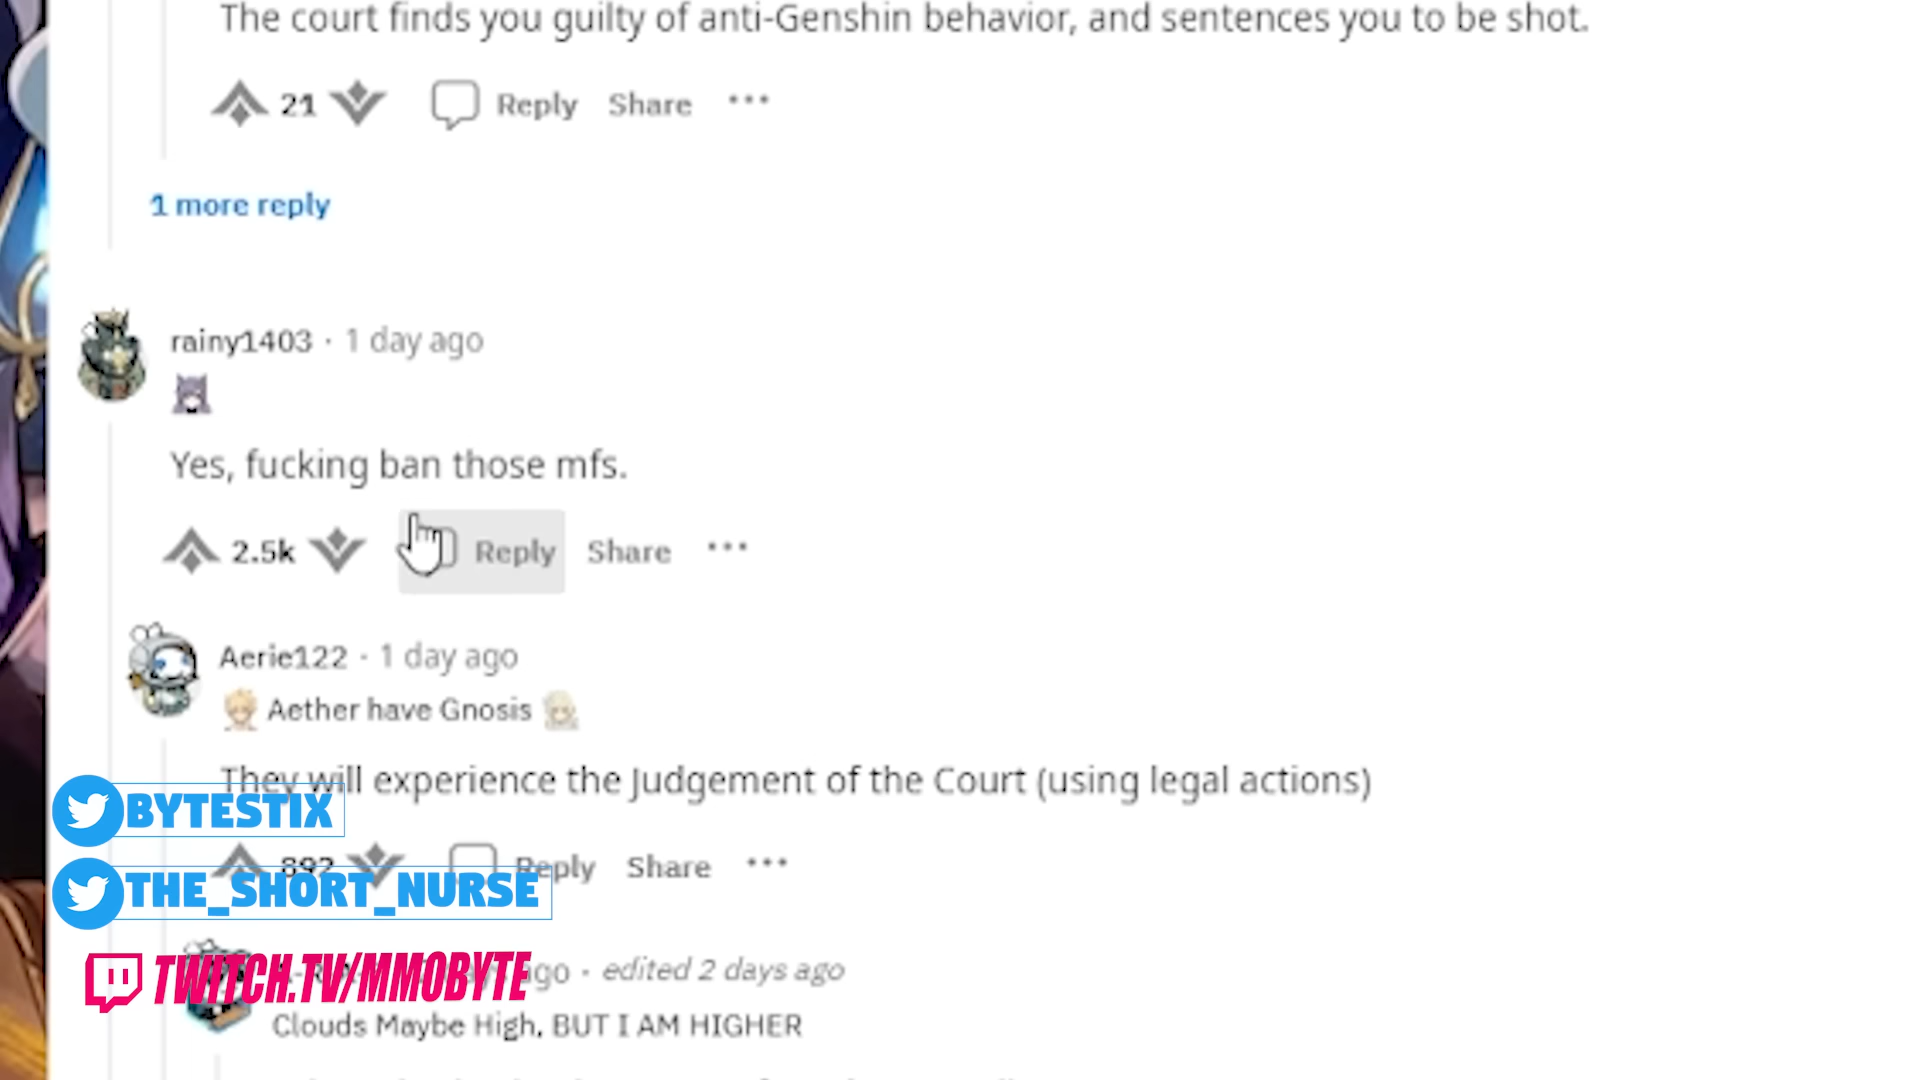 The court finds you guilty of anti-Genshin behavior, and sentences you to be shot.
21 Reply Share ...
1 more reply
rainy1403 · 1 day ago
Yes, fucking ban those mfs.
2.5k Reply Share ...
Aerie122 · 1 day ago
Aether have Gnosis
They will experience the Judgement of the Court (using legal actions)
BYTESTIX
892 Reply Share ...
THE_SHORT_NURSE
ago · edited 2 days ago
TWITCH.TV/MMOBYTE
Clouds Maybe High. BUT I AM HIGHER